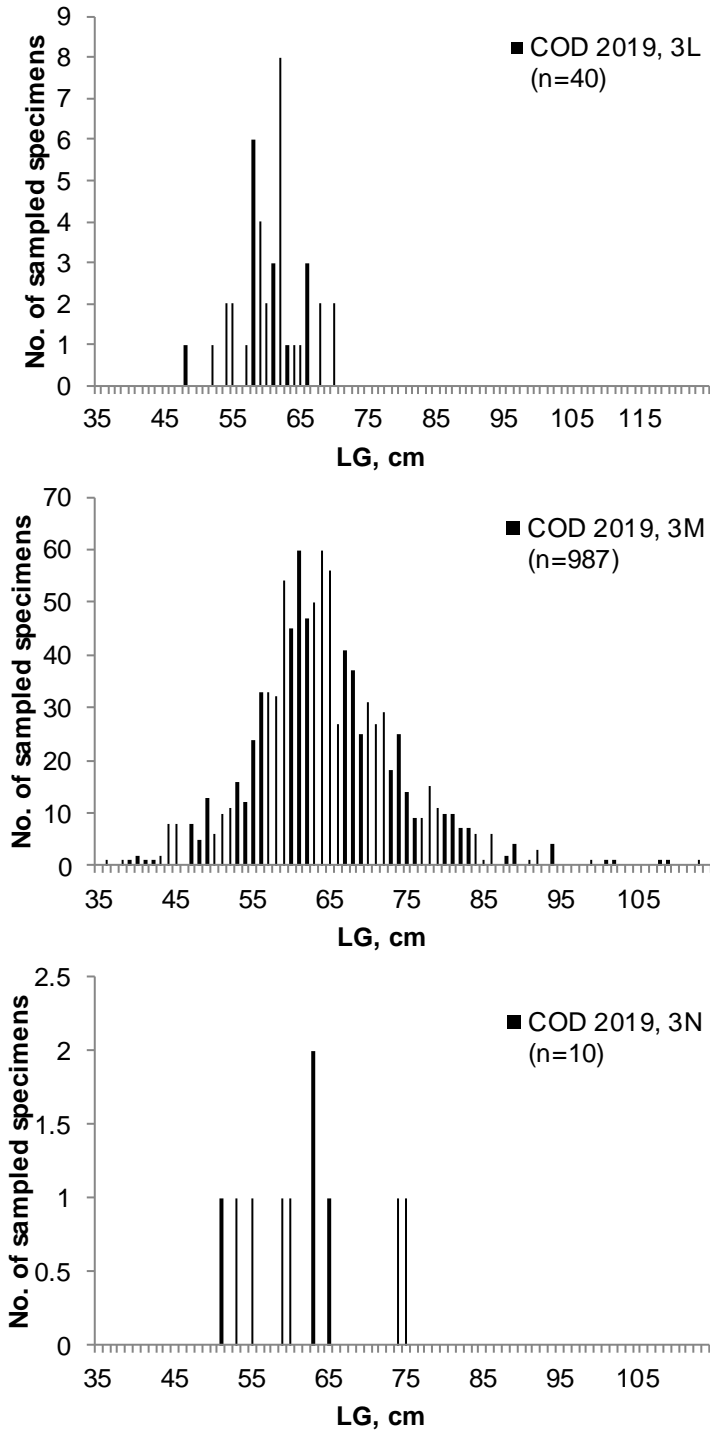 No. of sampled specimens
9
8
7
6
5
4
3
2
1
0
COD 2019, 3L
(n=40)
35 45 55 65 75 85 95 105 115
LG, cm
No. of sampled specimens
70
60
50
40
30
20
10
0
COD 2019, 3M
(n=987)
35 45 55 65 75 85 95 105
LG, cm
No. of sampled specimens
2.5
2
1.5
1
0.5
0
COD 2019, 3N
(n=10)
35 45 55 65 75 85 95 105
LG, cm